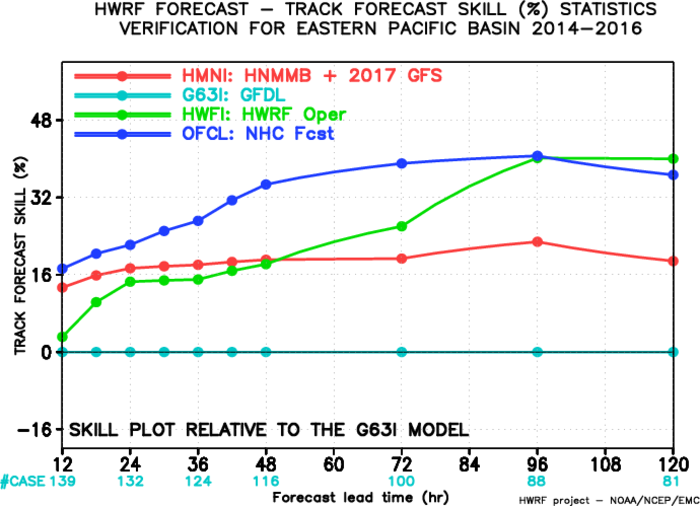 HWRF FORECAST – TRACK FORECAST SKILL (%) STATISTICS
VERIFICATION FOR EASTERN PACIFIC BASIN 2014–2016
HMNI: HNMMB + 2017 GFS
G63I: GFDL
HWFI: HWRF Oper
OFCL: NHC Fcst
TRACK FORECAST SKILL (%)
48
32
16
0
–16
SKILL PLOT RELATIVE TO THE G63I MODEL
12 24 36 48 60 72 84 96 108 120
#CASE 139 132 124 116 100 88 81
Forecast lead time (hr)
HWRF project – NOAA/NCEP/EMC